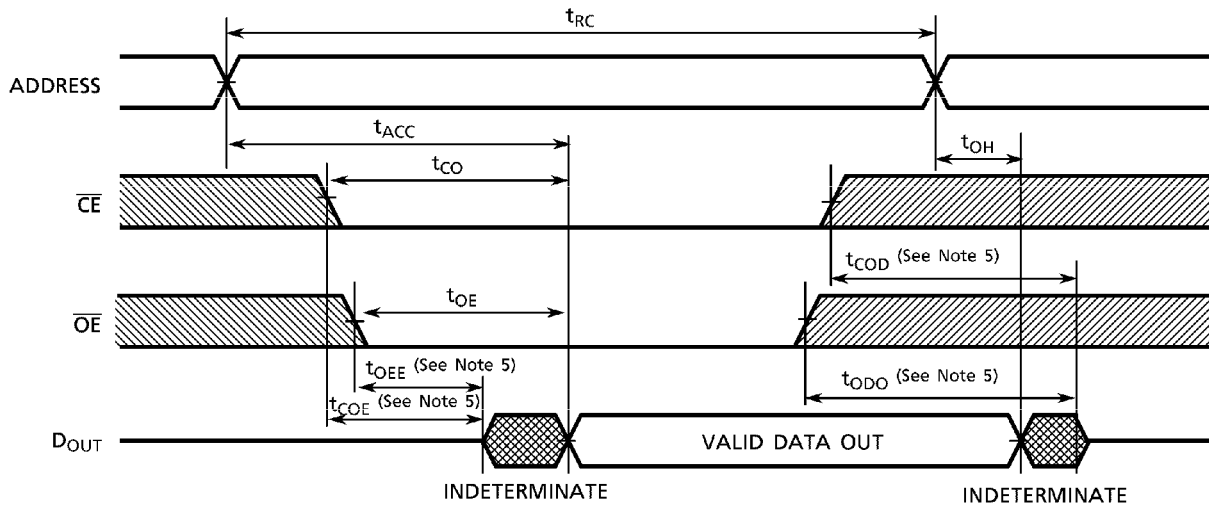 tRC
ADDRESS
tACC
tOH
tCO
CE
tCOD (See Note 5)
tOE
OE
tOEE (See Note 5)
tODO (See Note 5)
tCOE (See Note 5)
DOUT
VALID DATA OUT
INDETERMINATE
INDETERMINATE